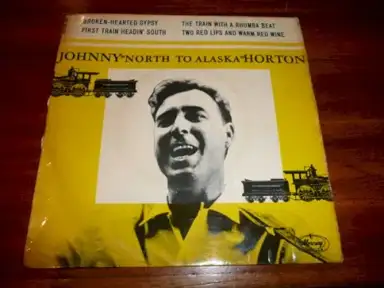 BROKEN-HEARTED GYPSY THE TRAIN WITH A RHUMBA BEAT
FIRST TRAIN HEADIN' SOUTH TWO RED LIPS AND WARM RED WINE
JOHNNY "NORTH TO ALASKA" HORTON
Mercury